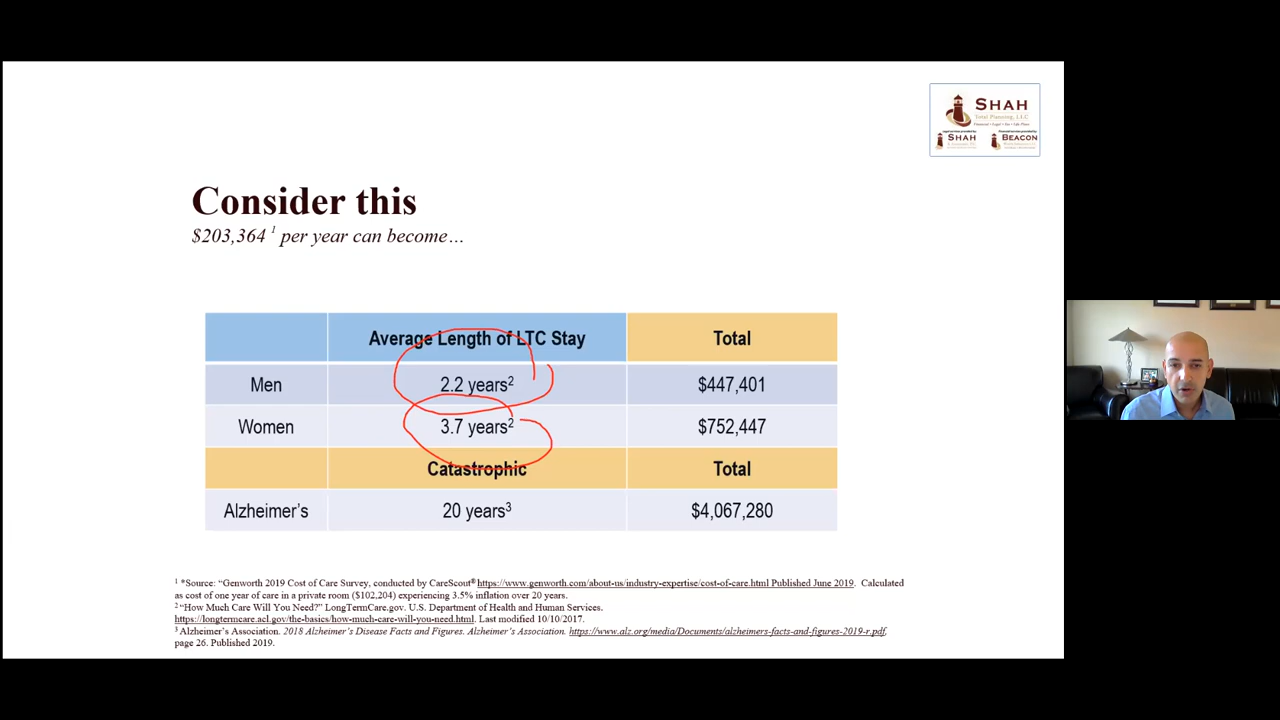 SHAH
Total Planning, LLC
SHAH
BEACON
Consider this
$203,364 1 per year can become…
Average Length of LTC Stay Total
Men 2.2 years2 $447,401
Women 3.7 years2 $752,447
Catastrophic Total
Alzheimer's 20 years3 $4,067,280
1 *Source: “Genworth 2019 Cost of Care Survey, conducted by CareScout® https://www.genworth.com/about-us/industry-expertise/cost-of-care.html Published June 2019. Calculated
as cost of one year of care in a private room ($102,204) experiencing 3.5% inflation over 20 years.
2 “How Much Care Will You Need?” LongTermCare.gov. U.S. Department of Health and Human Services.
https://longtermcare.acl.gov/the-basics/how-much-care-will-you-need.html. Last modified 10/10/2017.
3 Alzheimer's Association. 2018 Alzheimer's Disease Facts and Figures. Alzheimer's Association. https://www.alz.org/media/Documents/alzheimers-facts-and-figures-2019-r.pdf,
page 26. Published 2019.